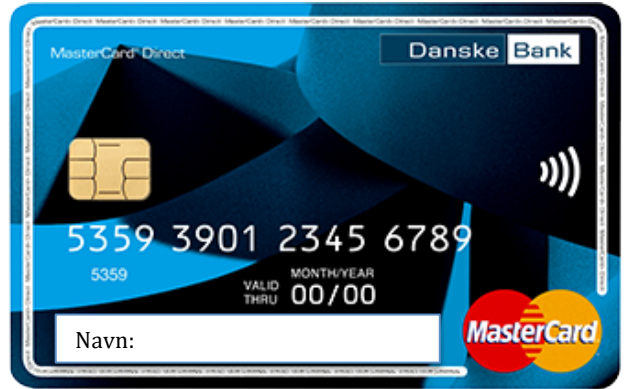 MasterCard Direct
Danske Bank
5359 3901 2345 6789
5359
MONTH/YEAR
VALID THRU 00/00
Navn:
MasterCard